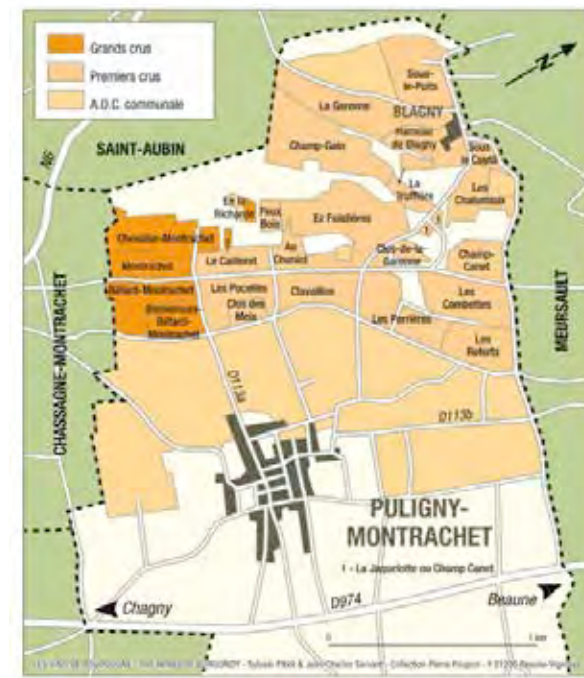 Grands crus
Premiers crus
A.O.C. communale
N
N6
SAINT-AUBIN
CHASSAGNE-MONTRACHET
MEURSAULT
Sous-
le-Puits
La Garenne
BLAGNY
Hameau
de Blagny
Champ-Gain
Sous
le
La
Truffière
Les
Chalumaux
En la
Richarde
Peux
Bois
Ez Folatières
Chevalier-Montrachet
Montrachet
Le Cailleret
Au
Chaniot
Clos-de-la-
Garenne
Champ-
Canet
Bâtard-Montrachet
Bienvenues-
Bâtard-
Montrachet
Les Pucelles
Clos des
Meix
Clavaillon
Les
Combettes
Les Perrières
Les
Referts
1
1
D113a
D113b
PULIGNY-
MONTRACHET
1 - La Jaquelotte ou Champ Canet
Chagny
D974
Beaune
0
1 km